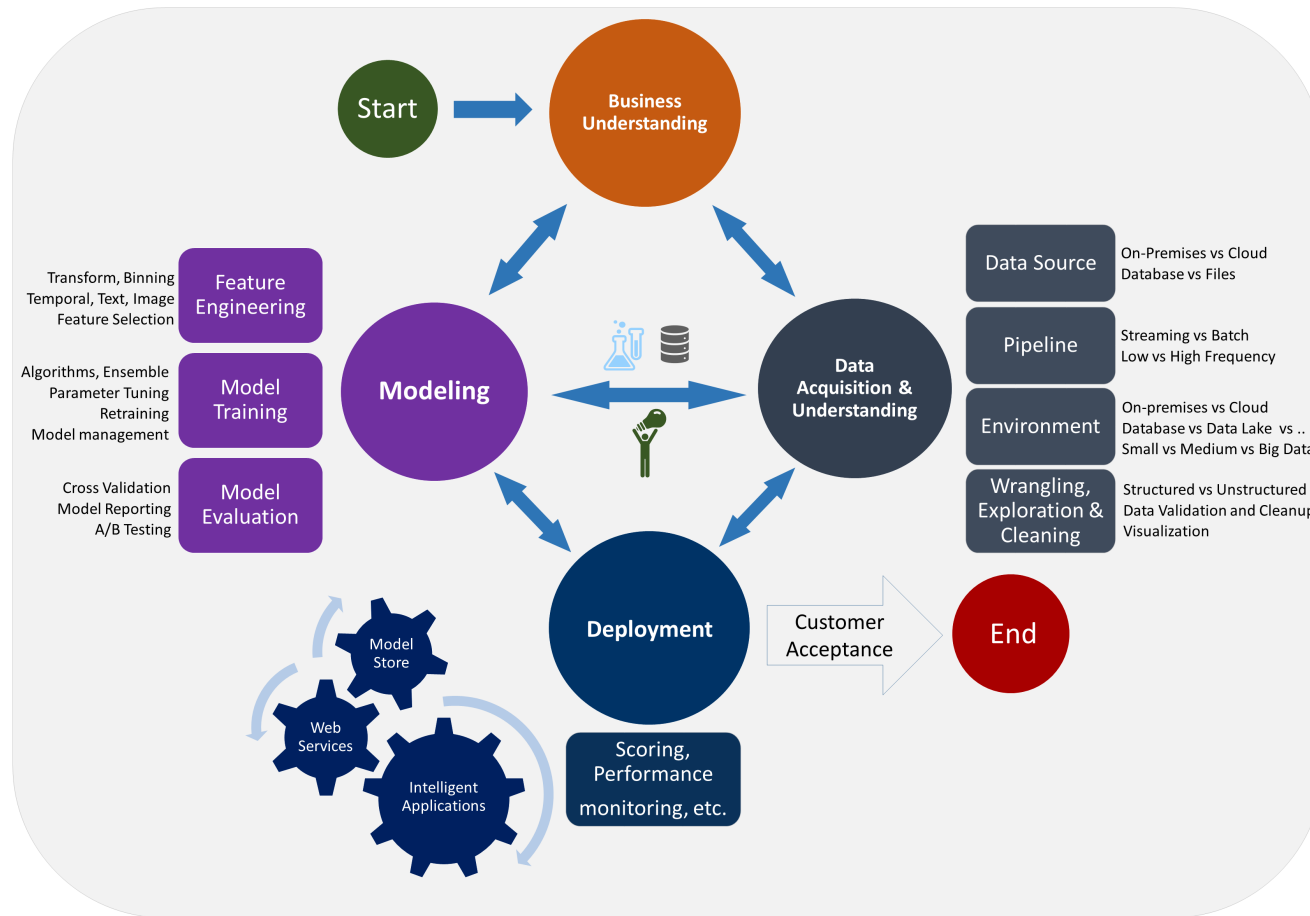 Start
Business
Understanding
Transform, Binning
Temporal, Text, Image
Feature Selection
Feature
Engineering
Algorithms, Ensemble
Parameter Tuning
Retraining
Model management
Model
Training
Cross Validation
Model Reporting
A/B Testing
Model
Evaluation
Modeling
Data
Acquisition &
Understanding
Data Source
On-Premises vs Cloud
Database vs Files
Pipeline
Streaming vs Batch
Low vs High Frequency
Environment
On-premises vs Cloud
Database vs Data Lake vs ..
Small vs Medium vs Big Data
Wrangling,
Exploration &
Cleaning
Structured vs Unstructured
Data Validation and Cleanup
Visualization
Deployment
Customer
Acceptance
End
Model
Store
Web
Services
Intelligent
Applications
Scoring,
Performance
monitoring, etc.